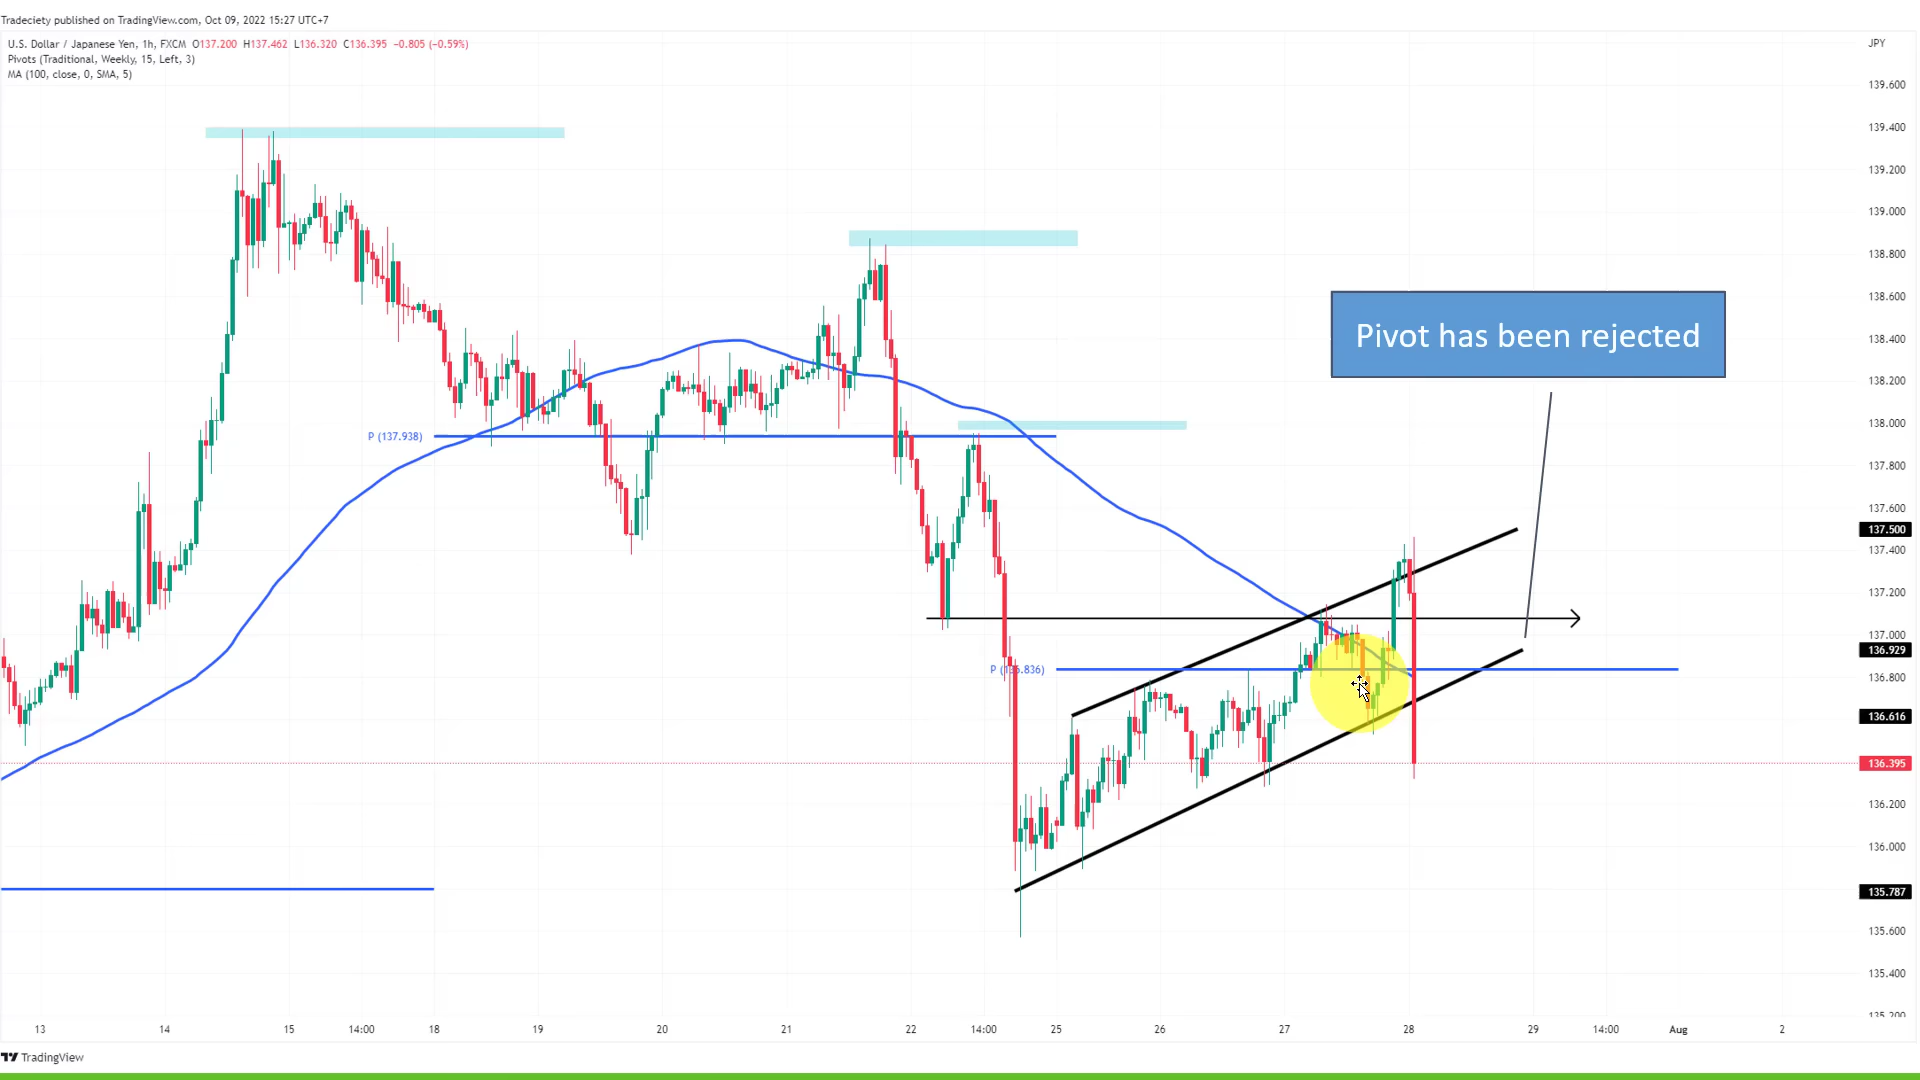 Tradeciety published on TradingView.com, Oct 09, 2022 15:27 UTC+7
U.S. Dollar / Japanese Yen, 1h, FXCM O137.200 H137.462 L136.320 C136.395 −0.805 (−0.59%)
Pivots (Traditional, Weekly, 15, Left, 3)
MA (100, close, 0, SMA, 5)
JPY
139.600
139.400
139.200
139.000
138.800
138.600
Pivot has been rejected
138.400
138.200
138.000
P (137.938)
137.800
137.600
137.500
137.400
137.200
137.000
136.929
P (136.836)
136.800
136.616
136.395
136.200
136.000
135.787
135.600
135.400
135.200
13 14 15 14:00 18 19 20 21 22 14:00 25 26 27 28 29 14:00 Aug 2
TradingView